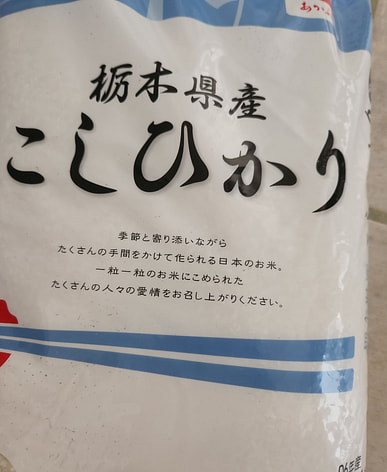 栃木県産
こしひかり
季節と寄り添いながら
たくさんの手間をかけて作られる日本のお米。
一粒一粒のお米にこめられた
たくさんの人々の愛情をお召し上がりください。